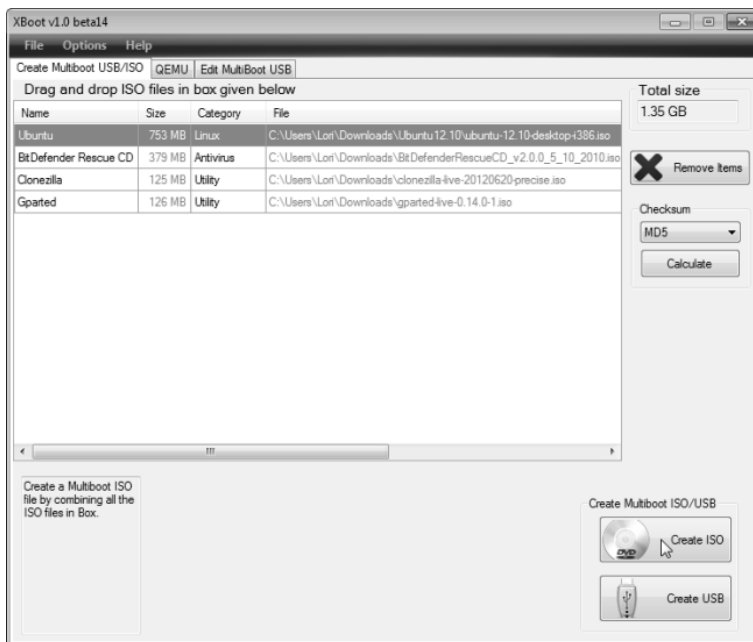 XBoot v1.0 beta14
File Options Help
Create Multiboot USB/ISO QEMU Edit MultiBoot USB
Drag and drop ISO files in box given below
Name Size Category File
Ubuntu 753 MB Linux C:\Users\Lori\Downloads\Ubuntu12.10\ubuntu-12.10-desktop-i386.iso
BitDefender Rescue CD 379 MB Antivirus C:\Users\Lori\Downloads\BitDefenderRescueCD_v2.0.0_5_10_2010.iso
Clonezilla 125 MB Utility C:\Users\Lori\Downloads\clonezilla-live-20120620-precise.iso
Gparted 126 MB Utility C:\Users\Lori\Downloads\gparted-live-0.14.0-1.iso
Total size
1.35 GB
Remove Items
Checksum
MD5
Calculate
Create a Multiboot ISO
file by combining all the
ISO files in Box.
Create Multiboot ISO/USB
DVD
Create ISO
Create USB